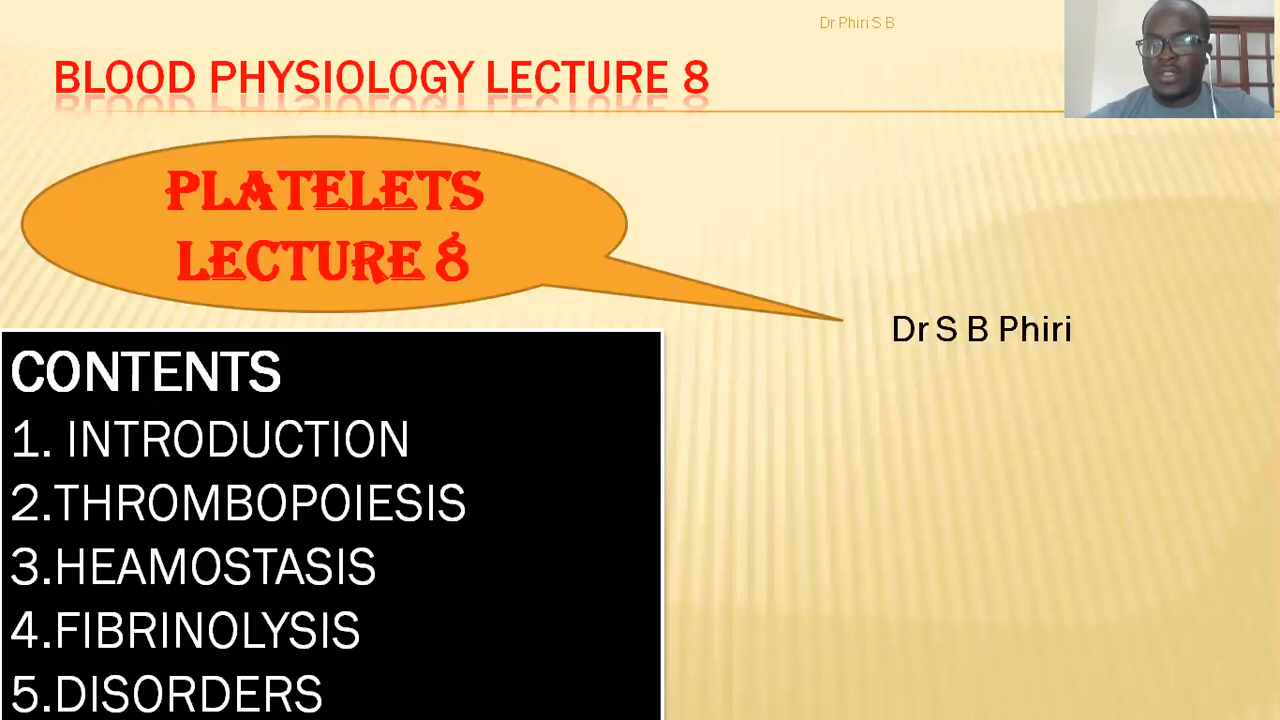 Dr Phiri S B
BLOOD PHYSIOLOGY LECTURE 8
PLATELETS
LECTURE 8
Dr S B Phiri
CONTENTS
1. INTRODUCTION
2.THROMBOPOIESIS
3.HEAMOSTASIS
4.FIBRINOLYSIS
5.DISORDERS